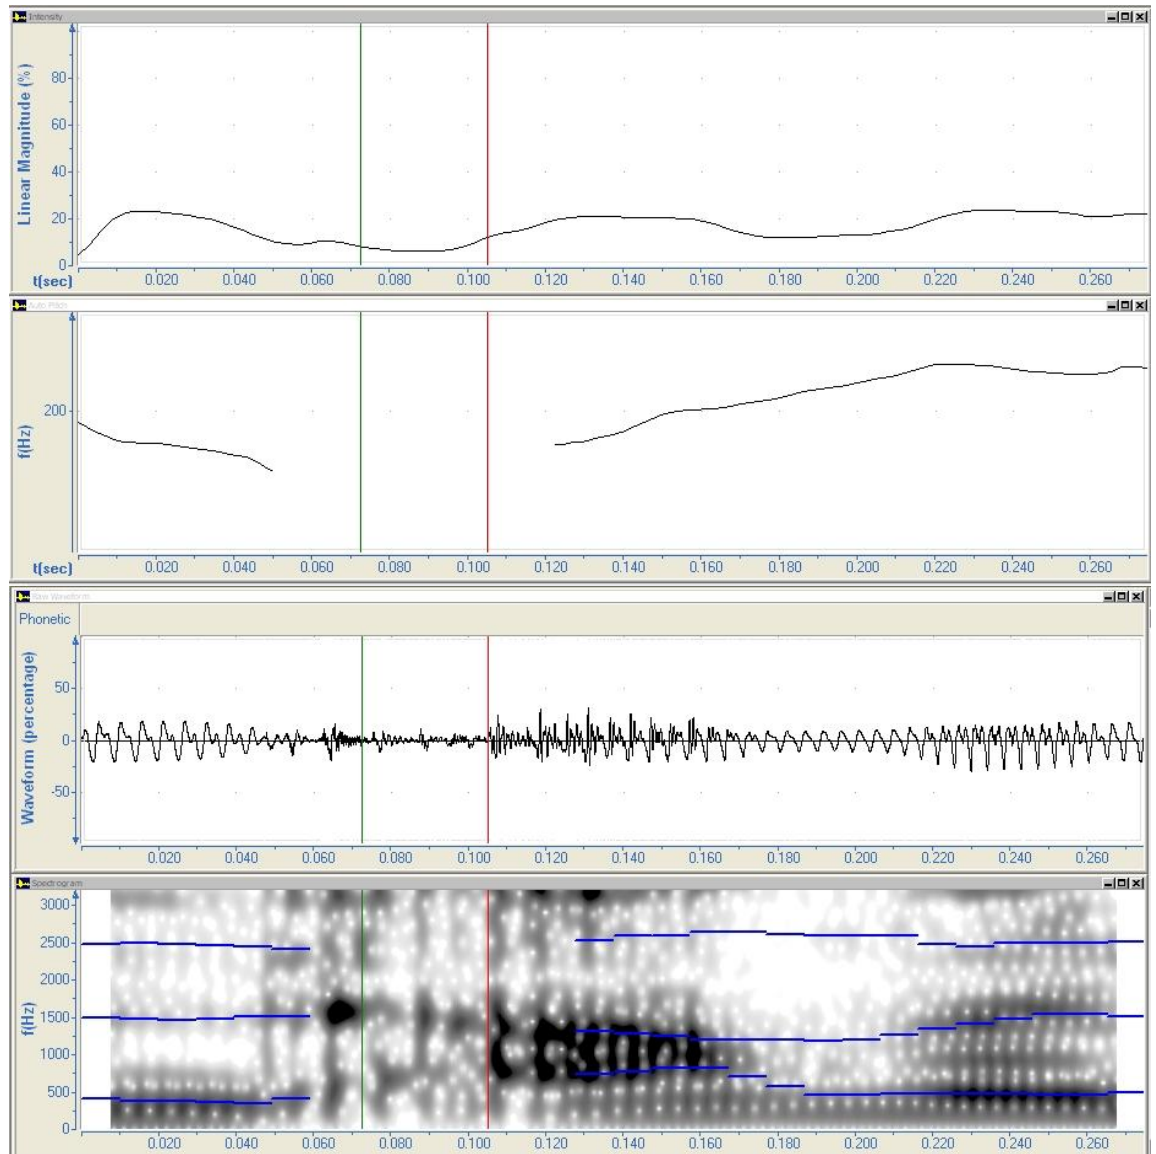 Intensity
Linear Magnitude (%)
80
60
40
20
0
t(sec) 0.020 0.040 0.060 0.080 0.100 0.120 0.140 0.160 0.180 0.200 0.220 0.240 0.260
Auto Pitch
f(Hz)
200
t(sec) 0.020 0.040 0.060 0.080 0.100 0.120 0.140 0.160 0.180 0.200 0.220 0.240 0.260
Raw Waveform
Phonetic
Waveform (percentage)
50
0
-50
0.020 0.040 0.060 0.080 0.100 0.120 0.140 0.160 0.180 0.200 0.220 0.240 0.260
Spectrogram
f(Hz)
3000
2500
2000
1500
1000
500
0
0.020 0.040 0.060 0.080 0.100 0.120 0.140 0.160 0.180 0.200 0.220 0.240 0.260